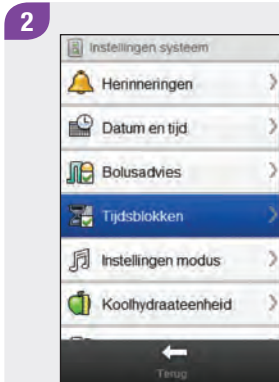 2
Instellingen systeem
Herinneringen
Datum en tijd
Bolusadvies
Tijdsblokken
Instellingen modus
Koolhydraateenheid
Terug